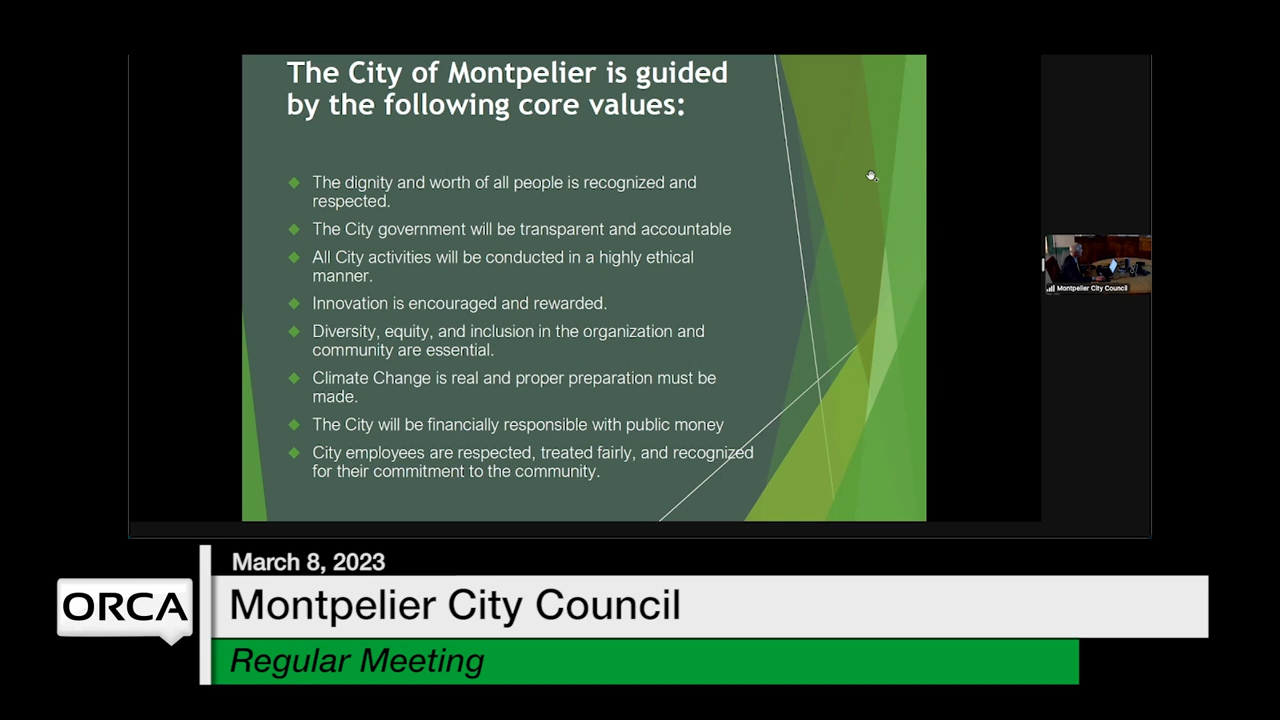 The City of Montpelier is guided
by the following core values:
The dignity and worth of all people is recognized and
respected.
The City government will be transparent and accountable
All City activities will be conducted in a highly ethical
manner.
Innovation is encouraged and rewarded.
Diversity, equity, and inclusion in the organization and
community are essential.
Climate Change is real and proper preparation must be
made.
The City will be financially responsible with public money
City employees are respected, treated fairly, and recognized
for their commitment to the community.
Montpelier City Council
March 8, 2023
ORCA
Montpelier City Council
Regular Meeting